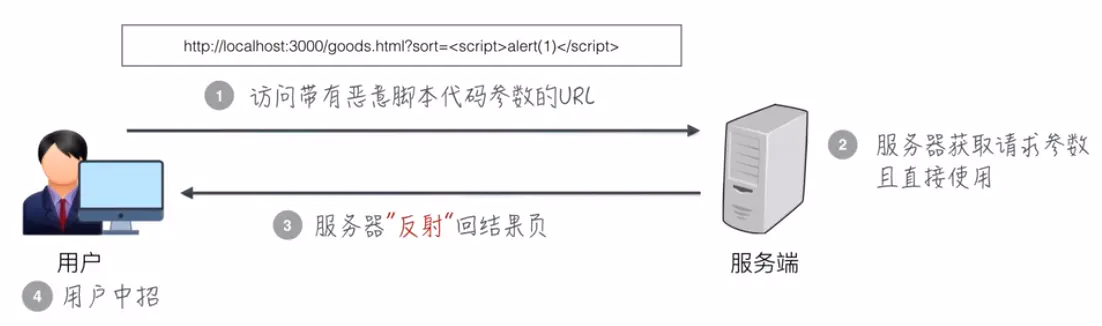 http://localhost:3000/goods.html?sort=<script>alert(1)</script>
1 访问带有恶意脚本代码参数的URL
2 服务器获取请求参数
且直接使用
3 服务器"反射"回结果页
用户
服务端
4 用户中招